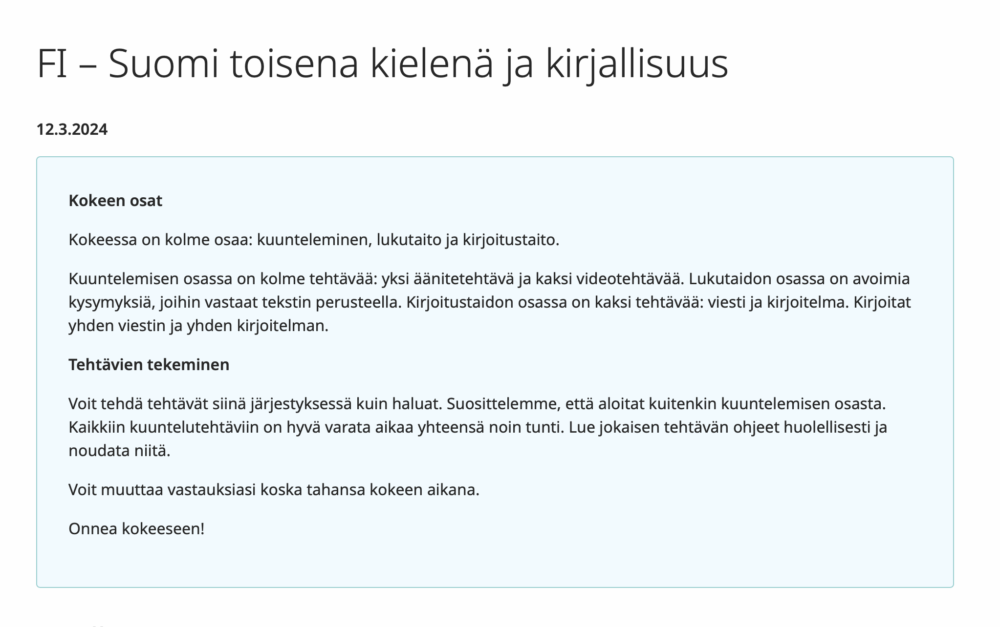 FI – Suomi toisena kielenä ja kirjallisuus
12.3.2024
Kokeen osat
Kokeessa on kolme osaa: kuunteleminen, lukutaito ja kirjoitustaito.
Kuuntelemisen osassa on kolme tehtävää: yksi äänitetehtävä ja kaksi videotehtävää. Lukutaidon osassa on avoimia
kysymyksiä, joihin vastaat tekstin perusteella. Kirjoitustaidon osassa on kaksi tehtävää: viesti ja kirjoitelma. Kirjoitat
yhden viestin ja yhden kirjoitelman.
Tehtävien tekeminen
Voit tehdä tehtävät siinä järjestyksessä kuin haluat. Suosittelemme, että aloitat kuitenkin kuuntelemisen osasta.
Kaikkiin kuuntelutehtäviin on hyvä varata aikaa yhteensä noin tunti. Lue jokaisen tehtävän ohjeet huolellisesti ja
noudata niitä.
Voit muuttaa vastauksiasi koska tahansa kokeen aikana.
Onnea kokeeseen!